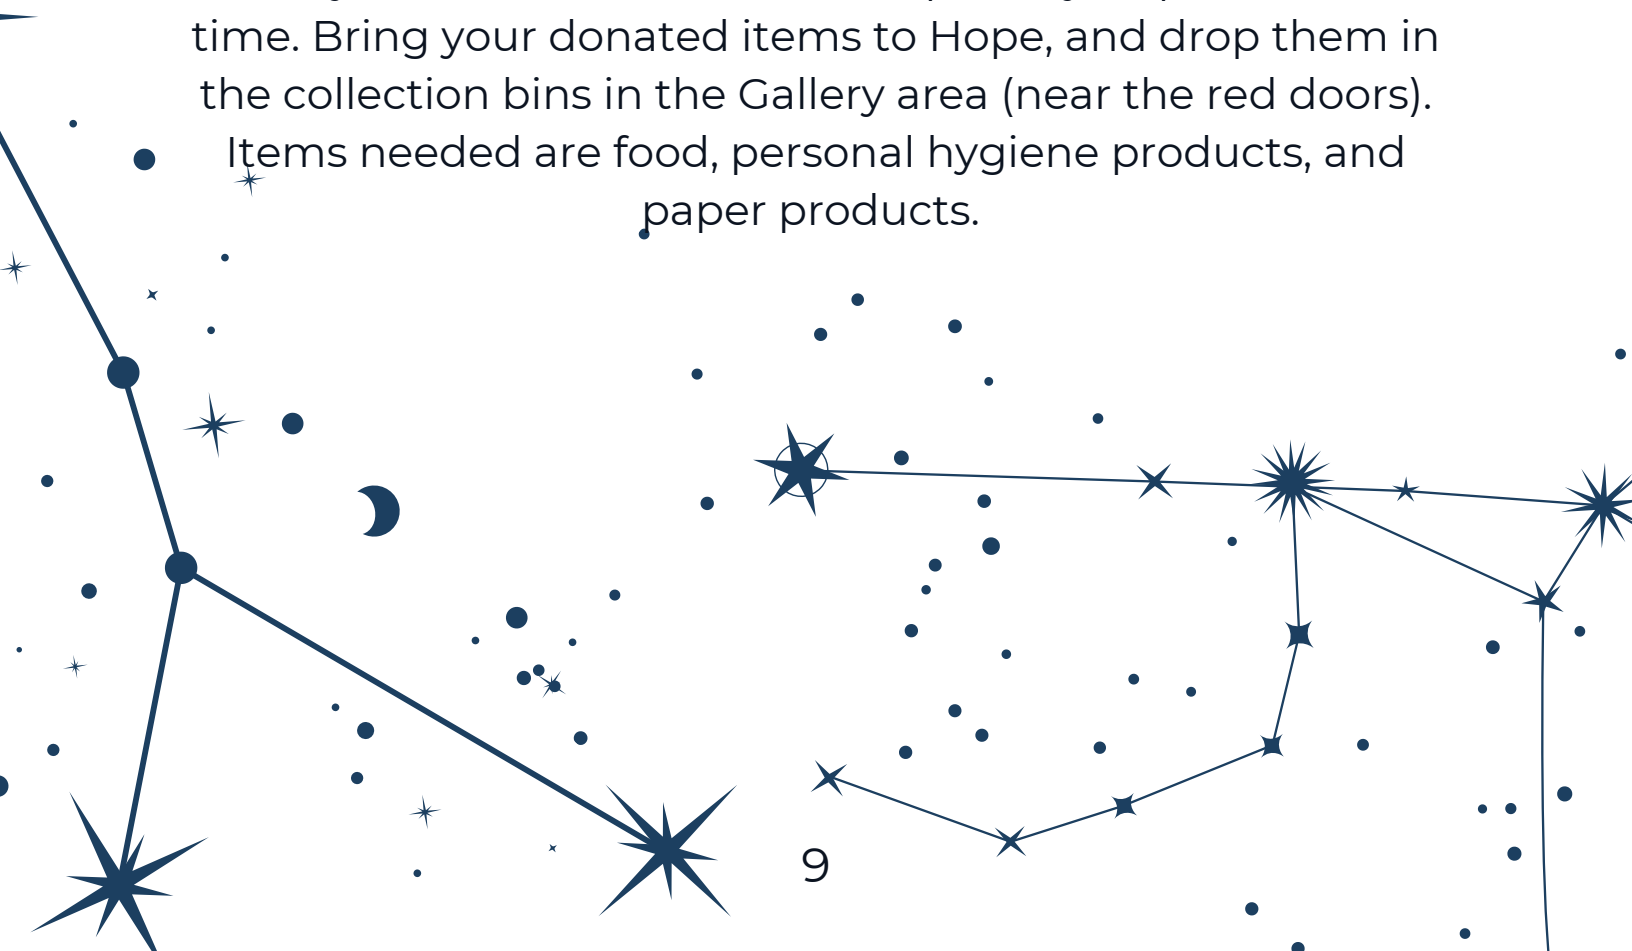 time. Bring your donated items to Hope, and drop them in
the collection bins in the Gallery area (near the red doors).
Items needed are food, personal hygiene products, and
paper products.
9